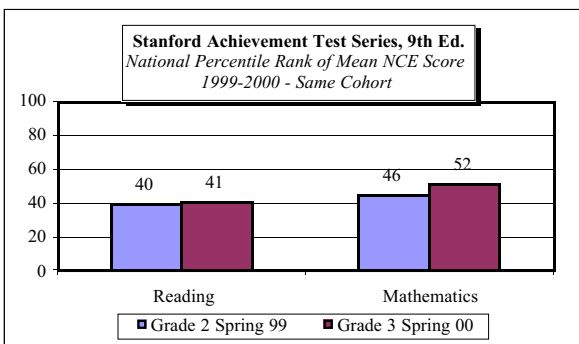 Stanford Achievement Test Series, 9th Ed.
National Percentile Rank of Mean NCE Score
1999-2000 - Same Cohort
100
80
60
40
20
0
40
41
46
52
Reading
Mathematics
Grade 2 Spring 99
Grade 3 Spring 00